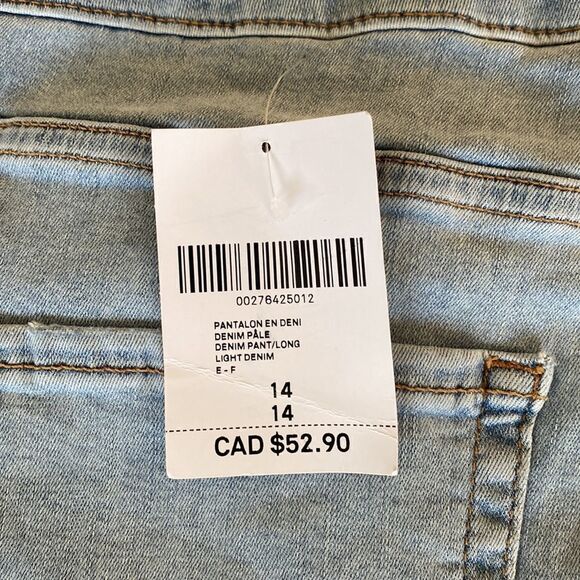 00276425012
PANTALON EN DENI
DENIM PÂLE
DENIM PANT/LONG
LIGHT DENIM
E - F
14
14
CAD $52.90